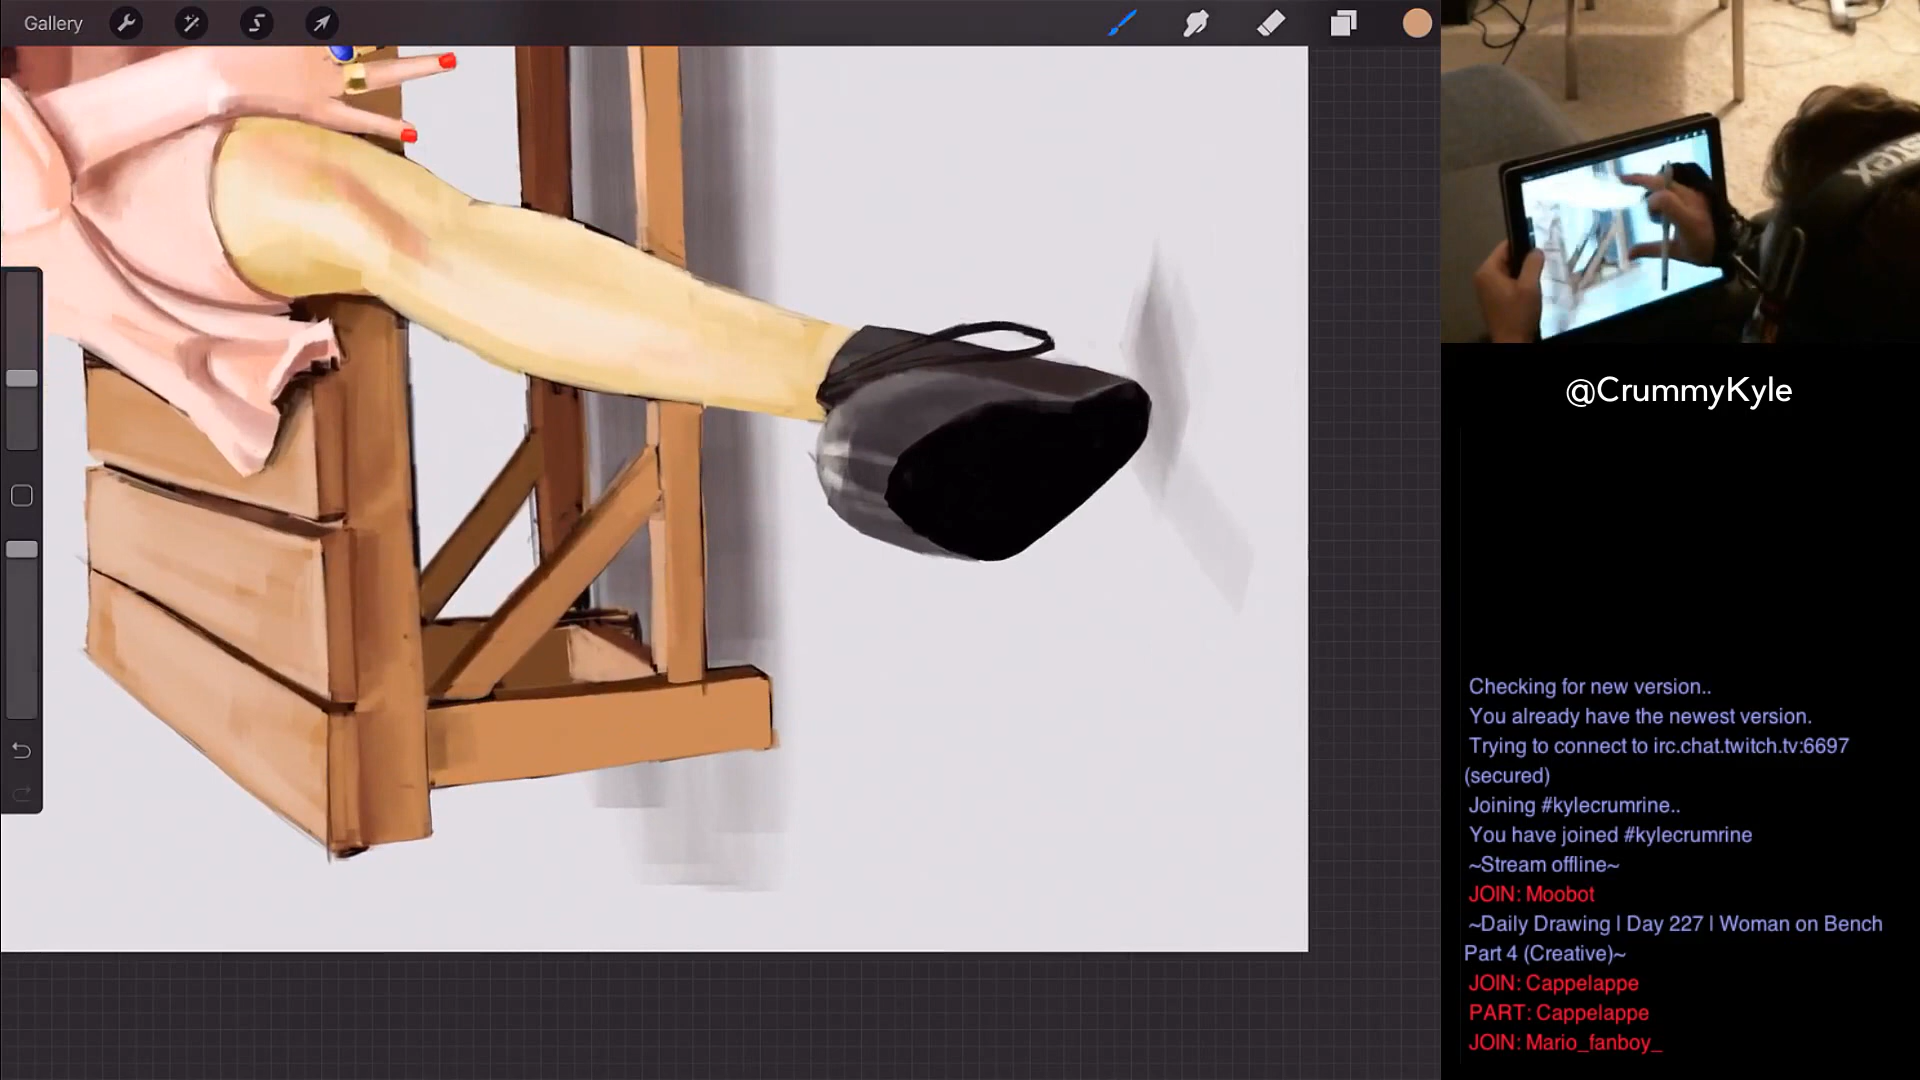 Gallery
@CrummyKyle
Checking for new version..
You already have the newest version.
Trying to connect to irc.chat.twitch.tv:6697
(secured)
Joining #kylecrumrine..
You have joined #kylecrumrine
~Stream offline~
JOIN: Moobot
~Daily Drawing | Day 227 | Woman on Bench
Part 4 (Creative)~
JOIN: Cappelappe
PART: Cappelappe
JOIN: Mario_fanboy_